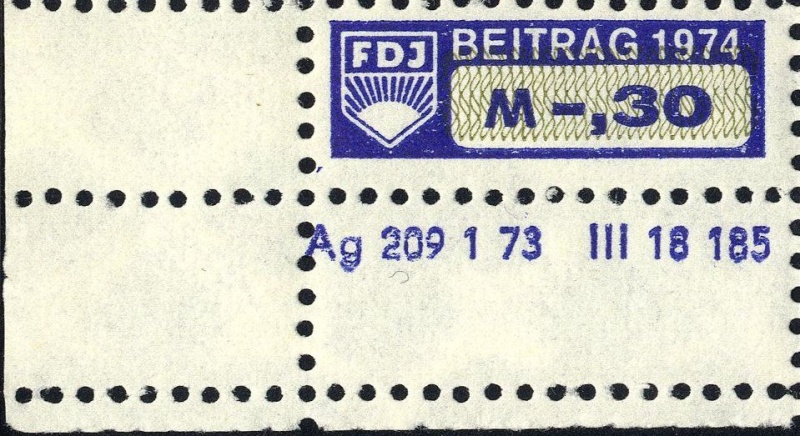 FDJ BEITRAG 1974
M -,30
Ag 209 1 73 III 18 185